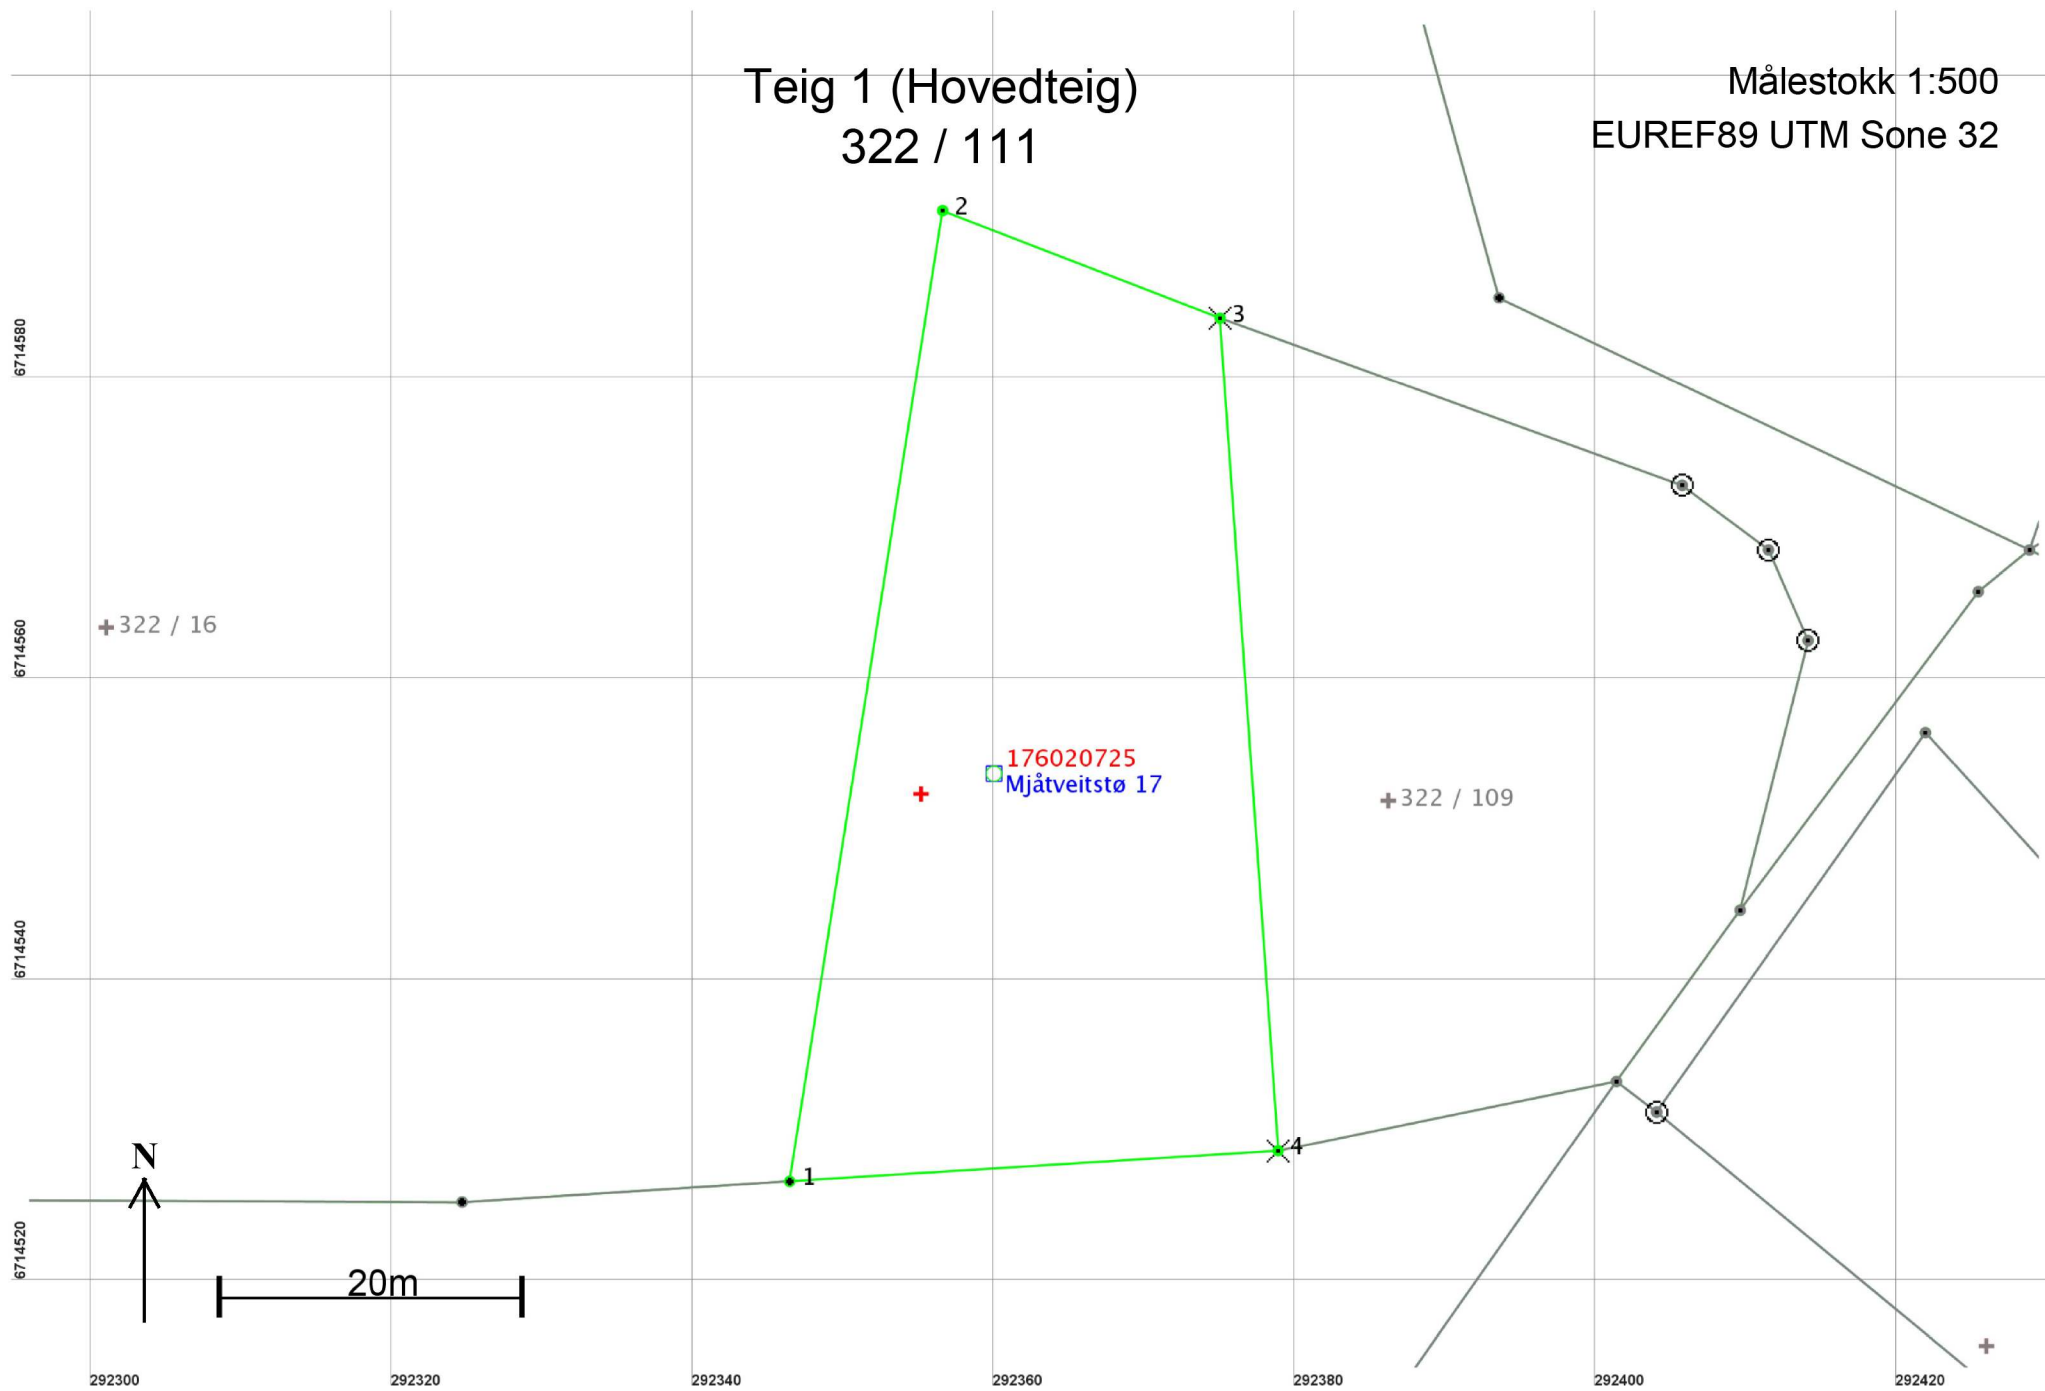 Teig 1 (Hovedteig)
322 / 111
Målestokk 1:500
EUREF89 UTM Sone 32
2
3
6714580
322 / 16
6714560
176020725
Mjåtveitstø 17
322 / 109
6714540
4
N
1
6714520
20m
292300
292320
292340
292360
292380
292400
292420